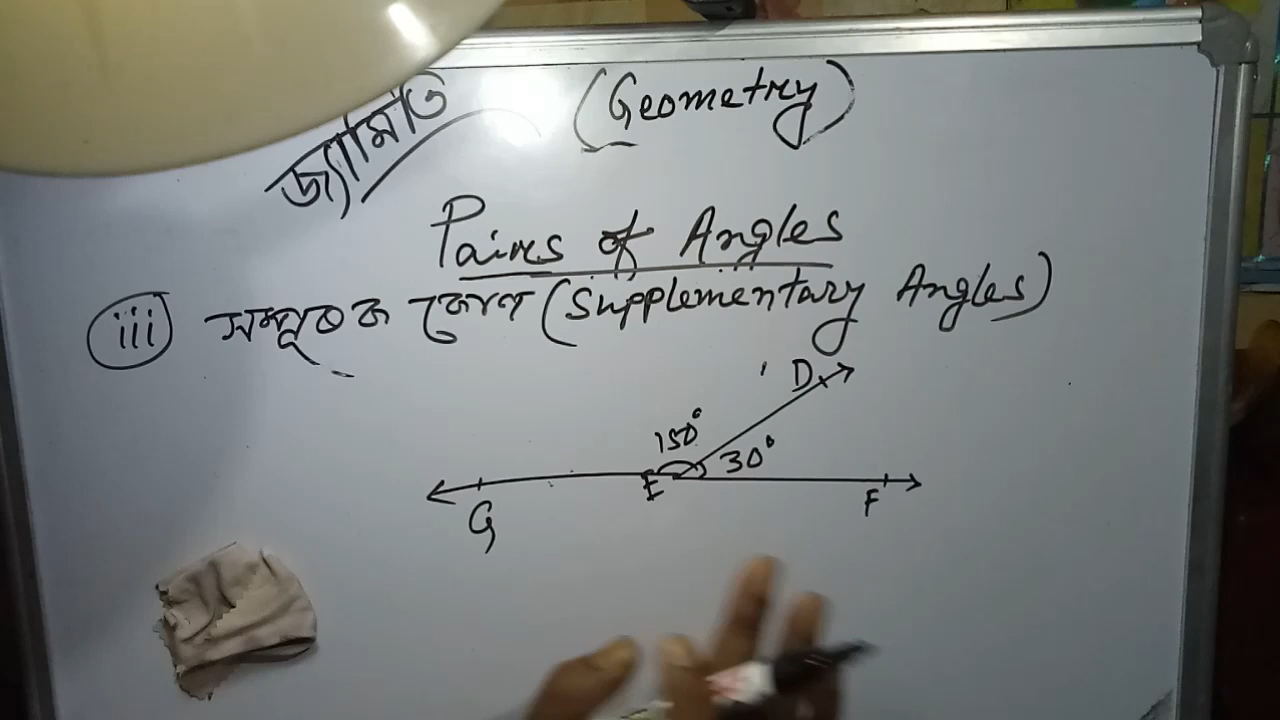 জ্যামিতি (Geometry)
Pairs of Angles
iii সম্পূরক কোণ (Supplementary Angles)
D
150° 30°
E
G F